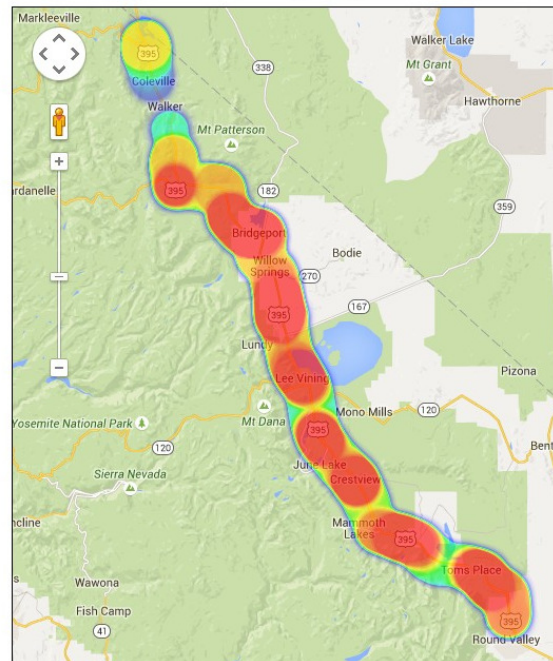 Markleeville
Walker Lake
395
338
Mt Grant
Coleville
Hawthorne
Walker
Mt Patterson
ardanelle
395
182
359
Bridgeport
Willow
Springs
270
Bodie
395
167
Lundy
Lee Vining
Pizona
Mono Mills
120
Yosemite National Park
Mt Dana
395
120
Bent
June Lake
Sierra Nevada
Crestview
Mammoth
Lakes
ncline
395
Toms Place
Wawona
Fish Camp
395
41
Round Valley